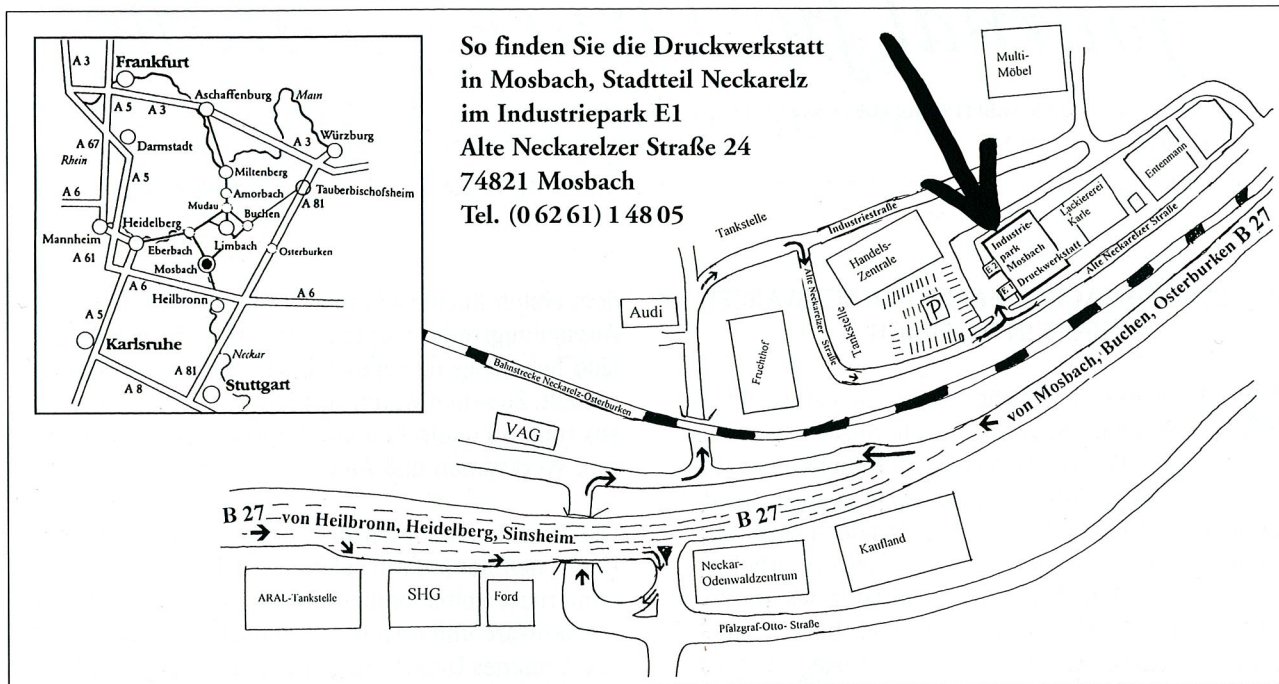 So finden Sie die Druckwerkstatt
in Mosbach, Stadtteil Neckarelz
im Industriepark E1
Alte Neckarelzer Straße 24
74821 Mosbach
Tel. (0 62 61) 1 48 05
A 3
Frankfurt
A 5
A 3
Aschaffenburg
Main
A 67
Darmstadt
A 3
Würzburg
Rhein
A 5
Miltenberg
A 6
Amorbach
Tauberbischofsheim
Mudau
A 81
Buchen
Heidelberg
Mannheim
Eberbach
Limbach
Osterburken
A 61
Mosbach
A 6
Heilbronn
A 6
A 5
Karlsruhe
Neckar
A 81
A 8
Stuttgart
Multi-
Möbel
Tankstelle
Industriestraße
Entenmann
Lackiererei
Karle
Handels-
Zentrale
Industrie-
park
Mosbach
Druckwerkstatt
E 2
E 1
Alte Neckarelzer Straße
Alte Neckarelzer Straße
Tankstelle
P
Audi
Fruchthof
Bahnstrecke Neckarelz-Osterburken
von Mosbach, Buchen, Osterburken B 27
VAG
B 27
von Heilbronn, Heidelberg, Sinsheim
B 27
Kaufland
Neckar-
Odenwaldzentrum
ARAL-Tankstelle
SHG
Ford
Pfalzgraf-Otto- Straße